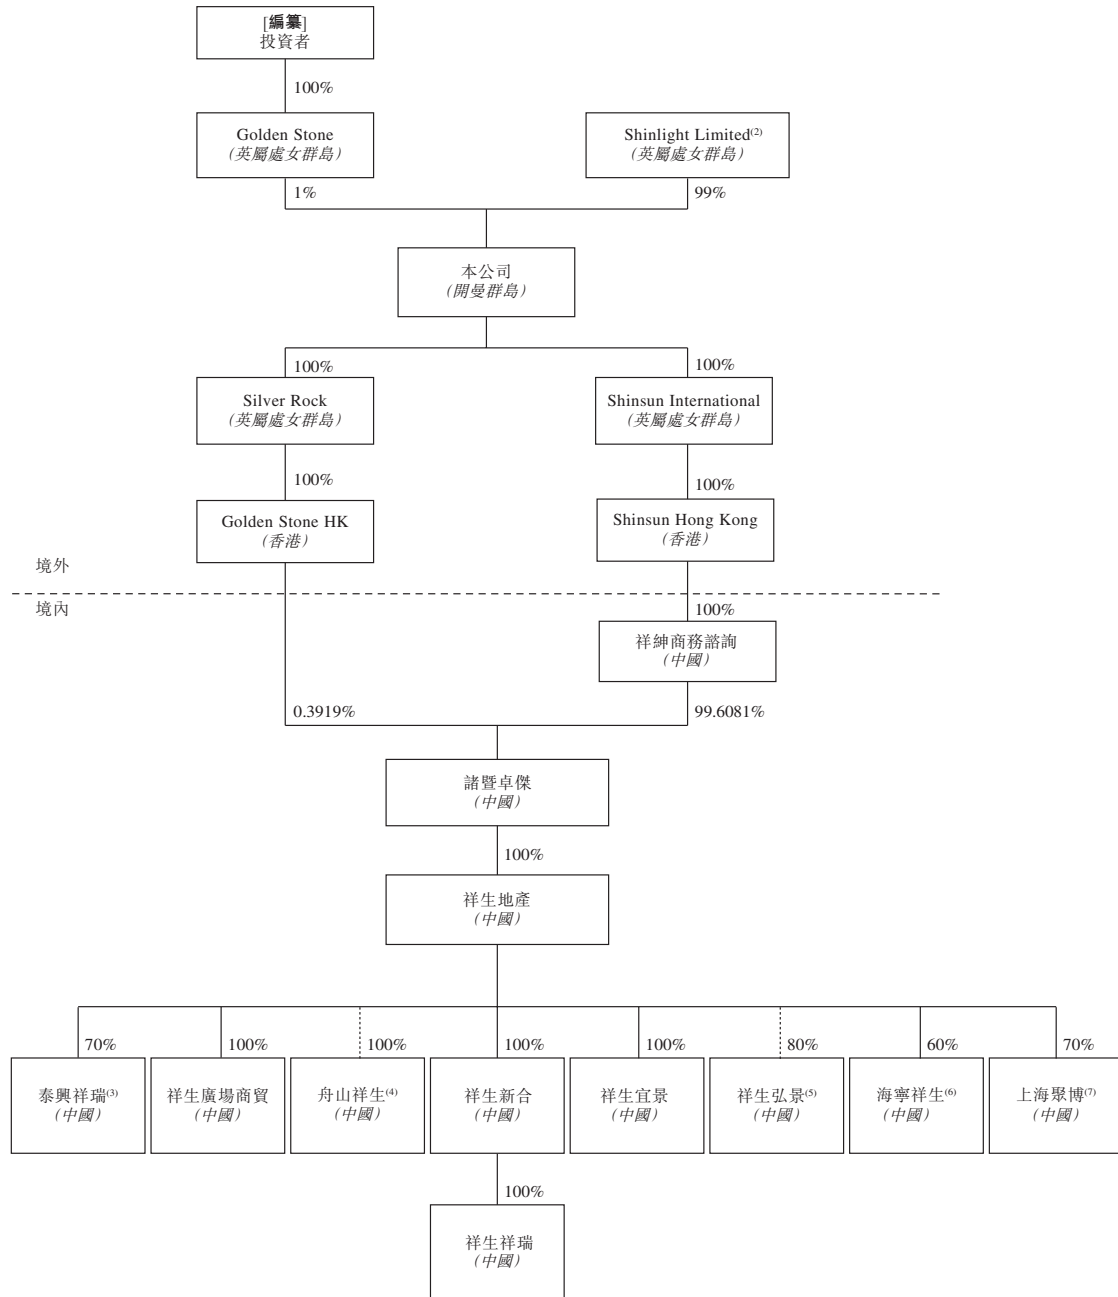 [編纂]
投資者
100%
Golden Stone
(英屬處女群島)
Shinlight Limited(2)
(英屬處女群島)
1%
99%
本公司
(開曼群島)
100%
100%
Silver Rock
(英屬處女群島)
Shinsun International
(英屬處女群島)
100%
100%
Golden Stone HK
(香港)
Shinsun Hong Kong
(香港)
境外
境內
100%
祥紳商務諮詢
(中國)
0.3919%
99.6081%
諸暨卓傑
(中國)
100%
祥生地產
(中國)
70%
100%
100%
100%
100%
80%
60%
70%
泰興祥瑞(3)
(中國)
祥生廣場商貿
(中國)
舟山祥生(4)
(中國)
祥生新合
(中國)
祥生宜景
(中國)
祥生弘景(5)
(中國)
海寧祥生(6)
(中國)
上海聚博(7)
(中國)
100%
祥生祥瑞
(中國)